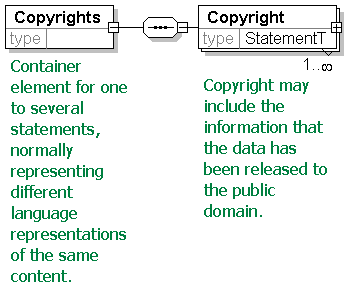 Copyrights
type
Container
element for one
to several
statements,
normally
representing
different
language
representations
of the same
content.
Copyright
type StatementT
1..∞
Copyright may
include the
information that
the data has
been released to
the public
domain.